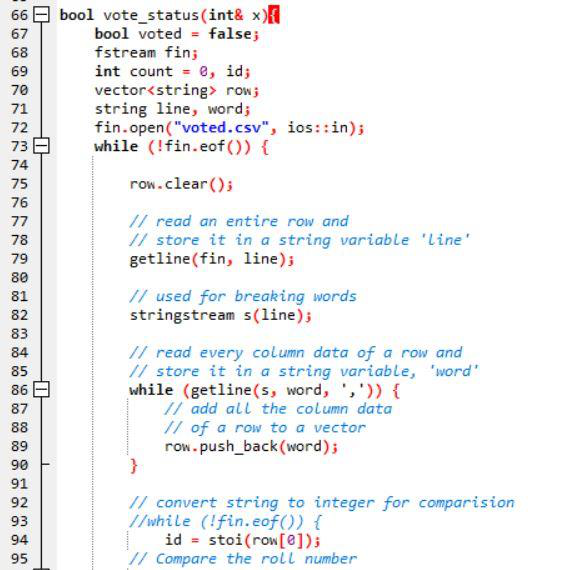 66 bool vote_status(int& x){
67 bool voted = false;
68 fstream fin;
69 int count = 0, id;
70 vector<string> row;
71 string line, word;
72 fin.open("voted.csv", ios::in);
73 while (!fin.eof()) {
74
75 row.clear();
76
77 // read an entire row and
78 // store it in a string variable 'line'
79 getline(fin, line);
80
81 // used for breaking words
82 stringstream s(line);
83
84 // read every column data of a row and
85 // store it in a string variable, 'word'
86 while (getline(s, word, ',')) {
87 // add all the column data
88 // of a row to a vector
89 row.push_back(word);
90 }
91
92 // convert string to integer for comparision
93 //while (!fin.eof()) {
94 id = stoi(row[0]);
95 // Compare the roll number